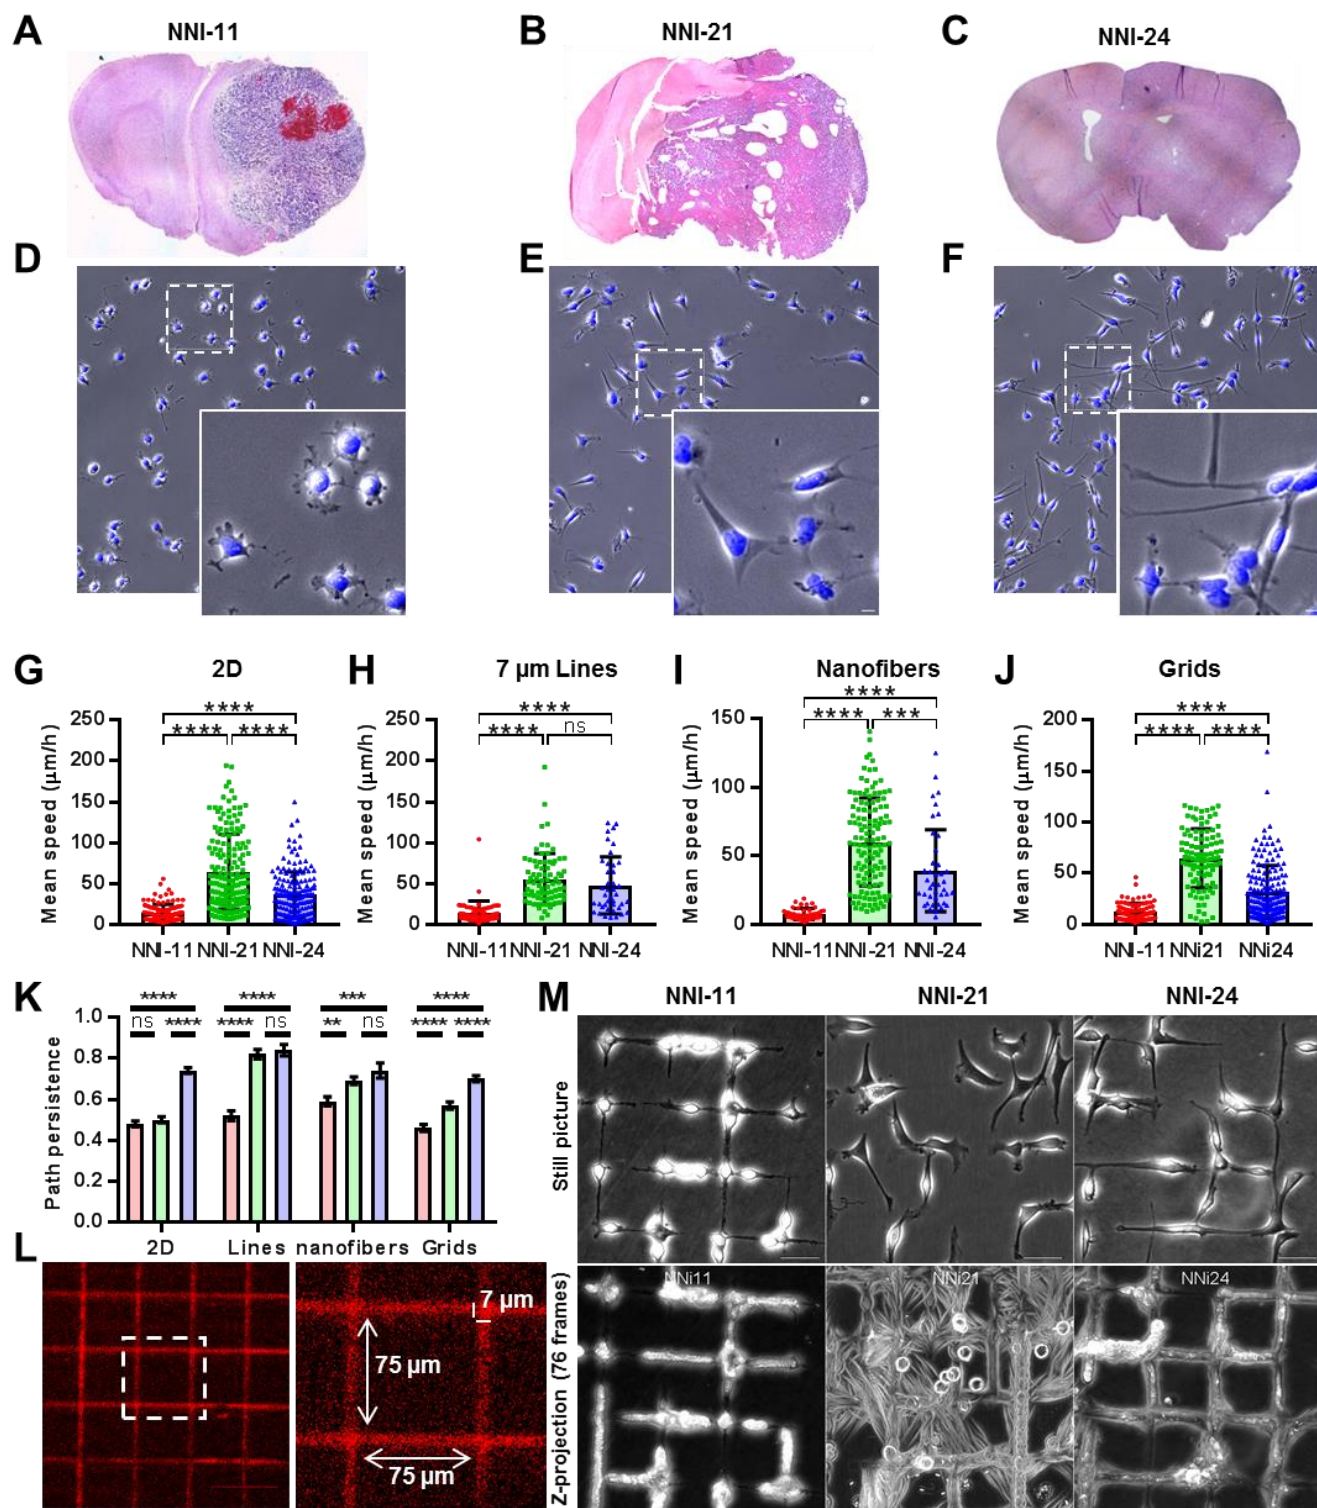 A
NNI-11
B
NNI-21
C
NNI-24
D
E
F
G
2D
H
7 µm Lines
I
Nanofibers
J
Grids
Mean speed (µm/h)
250
200
150
100
50
0
****
****
****
NNI-11
NNI-21
NNI-24
Mean speed (µm/h)
250
200
150
100
50
0
****
****
ns
NNI-11
NNI-21
NNI-24
Mean speed (µm/h)
150
100
50
0
****
****
***
NNI-11
NNI-21
NNI-24
Mean speed (µm/h)
200
150
100
50
0
****
****
****
NNI-11
NNi21
NNi24
K
Path persistence
1.0
0.8
0.6
0.4
0.2
0.0
****
ns
****
****
****
ns
***
**
ns
****
****
****
2D
Lines
nanofibers
Grids
L
7 µm
75 µm
75 µm
M
NNI-11
NNI-21
NNI-24
Still picture
Z-projection (76 frames)
NNi11
NNi21
NNi24